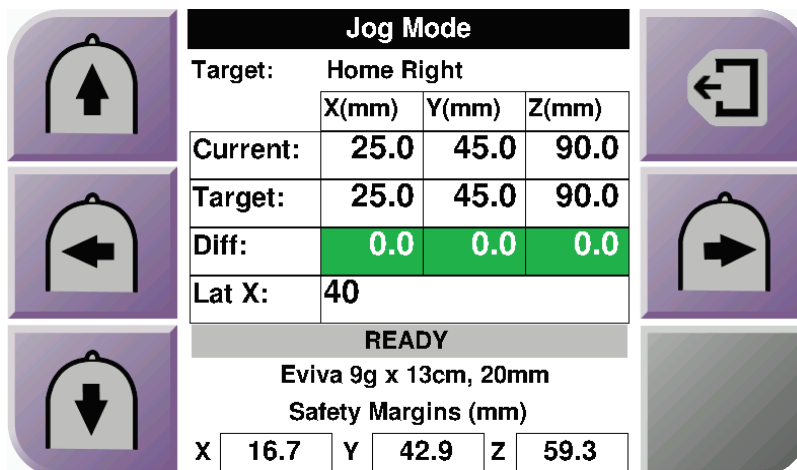 Jog Mode
Target: Home Right
X(mm) Y(mm) Z(mm)
Current: 25.0 45.0 90.0
Target: 25.0 45.0 90.0
Diff: 0.0 0.0 0.0
Lat X: 40
READY
Eviva 9g x 13cm, 20mm
Safety Margins (mm)
X 16.7 Y 42.9 Z 59.3